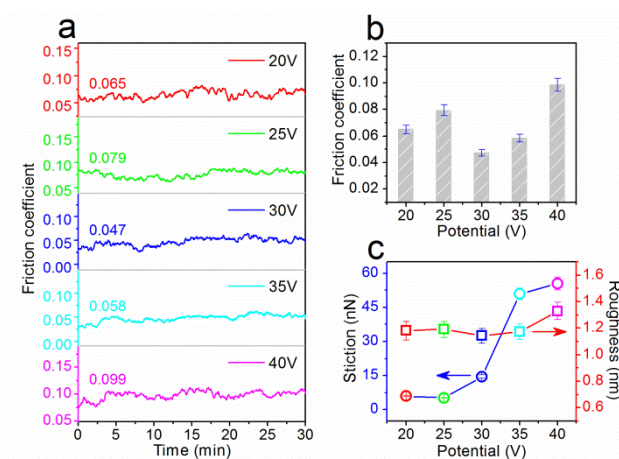 a
Friction coefficient
0.15
0.10
0.05
20V
0.065
0.15
0.10
0.05
25V
0.079
0.10
0.05
0.00
30V
0.047
0.15
0.10
0.05
0.00
35V
0.058
0.15
0.10
0.05
40V
0.099
0 5 10 15 20 25 30
Time (min)
b
Friction coefficient
0.12
0.10
0.08
0.06
0.04
0.02
20 25 30 35 40
Potential (V)
c
Stiction (nN)
60
45
30
15
0
1.6
1.4
1.2
1.0
0.8
0.6
Roughness (nm)
20 25 30 35 40
Potential (V)